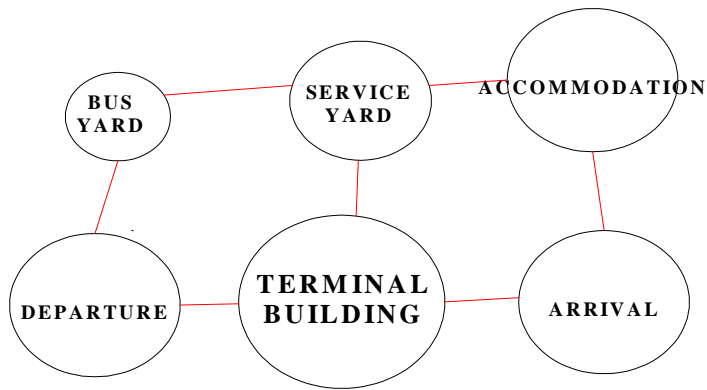 BUS
YARD
SERVICE
YARD
ACCOMMODATION
DEPARTURE
TERMINAL
BUILDING
ARRIVAL